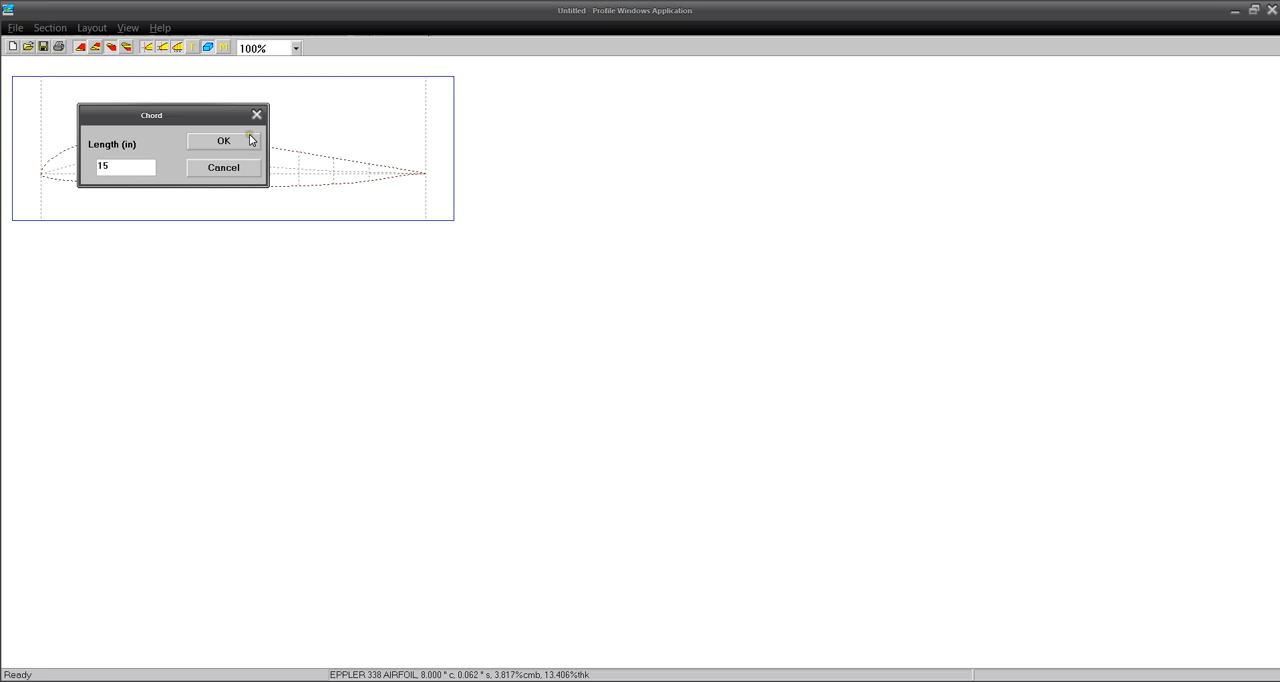 Untitled - Profile Windows Application
File Section Layout View Help
100%
Chord
Length (in)
OK
15
Cancel
Ready
EPPLER 338 AIRFOIL, 8.000 " c, 0.062 " s, 3.817%cmb, 13.406%thk